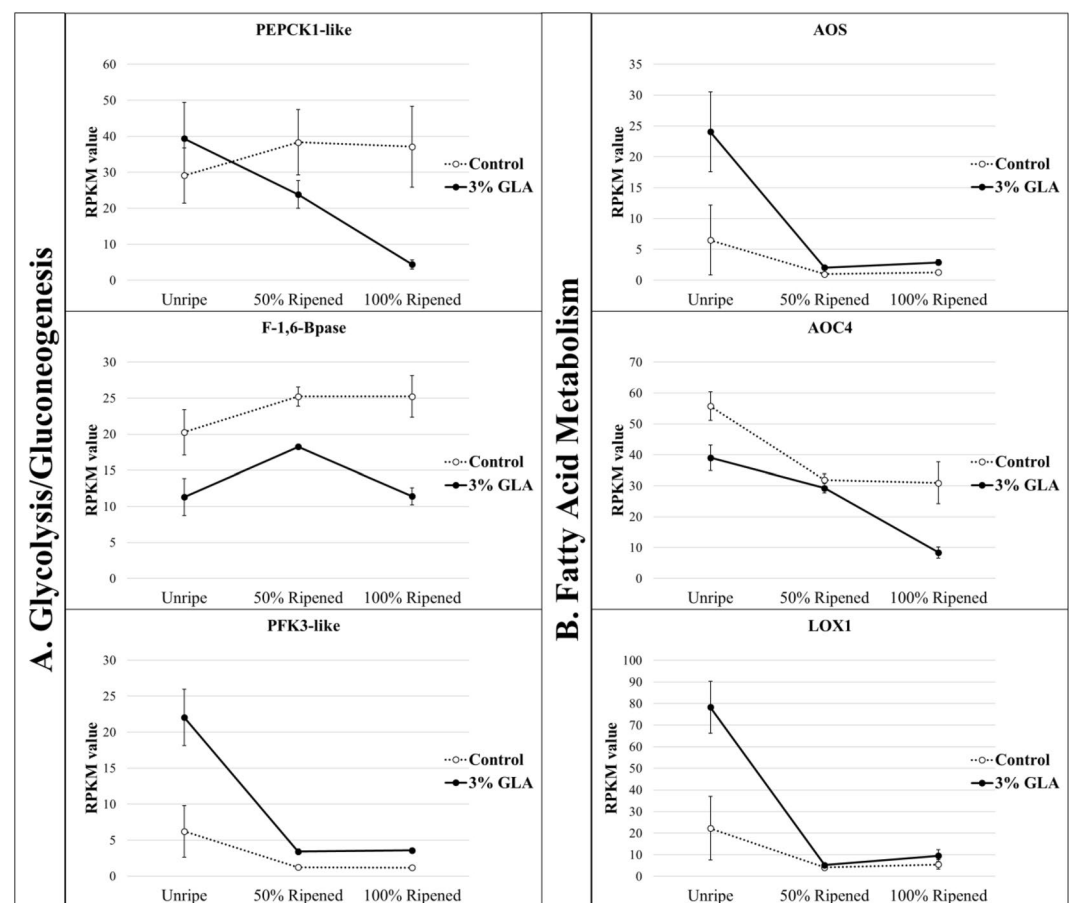 A. Glycolysis/Gluconeogenesis
PEPCK1-like
RPKM value
60
50
40
30
20
10
0
Unripe 50% Ripened 100% Ripened
Control
3% GLA
F-1,6-Bpase
RPKM value
30
25
20
15
10
5
0
Unripe 50% Ripened 100% Ripened
Control
3% GLA
PFK3-like
RPKM value
30
25
20
15
10
5
0
Unripe 50% Ripened 100% Ripened
Control
3% GLA
B. Fatty Acid Metabolism
AOS
RPKM value
35
30
25
20
15
10
5
0
Unripe 50% Ripened 100% Ripened
Control
3% GLA
AOC4
RPKM value
70
60
50
40
30
20
10
0
Unripe 50% Ripened 100% Ripened
Control
3% GLA
LOX1
RPKM value
100
90
80
70
60
50
40
30
20
10
0
Unripe 50% Ripened 100% Ripened
Control
3% GLA